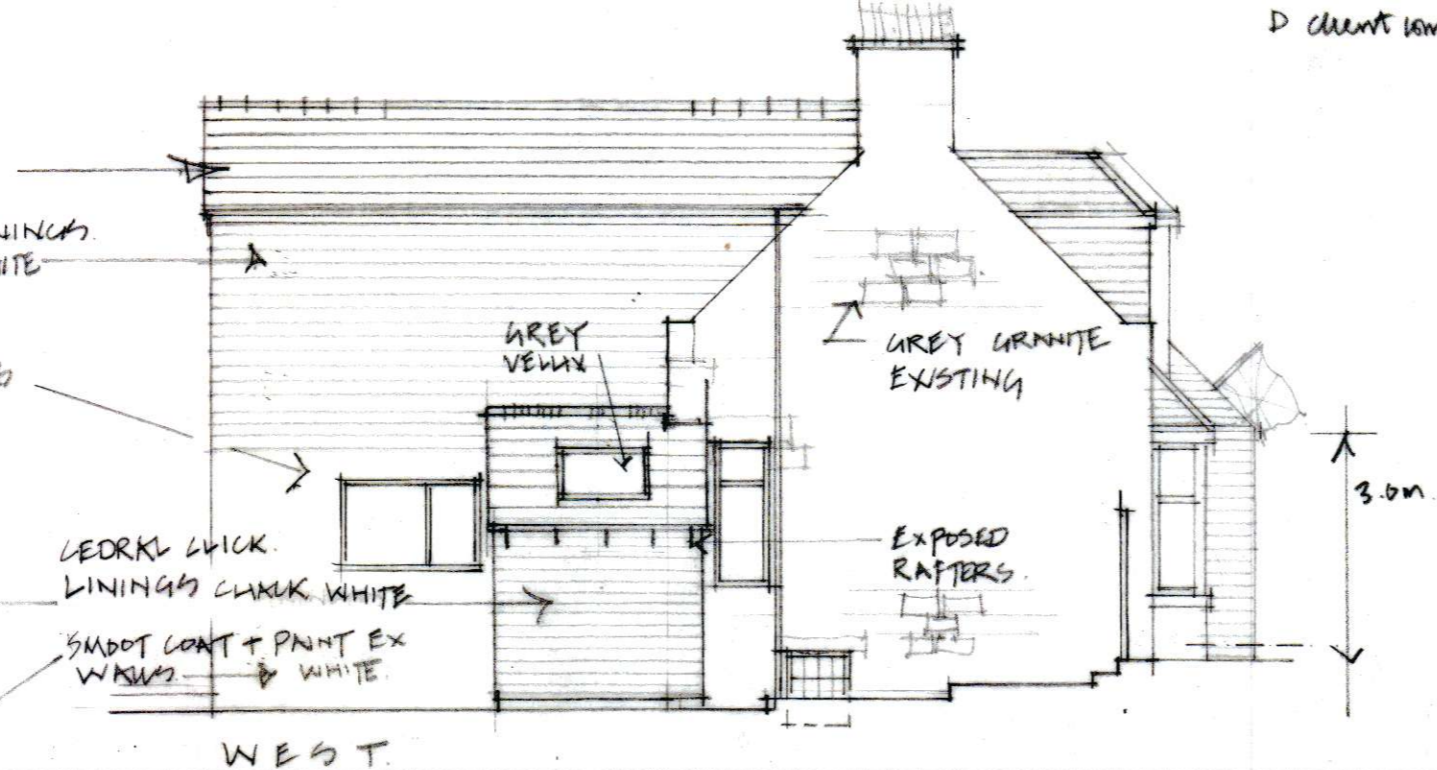 D client
GREY
VELUX
GREY GRANITE
EXISTING
3.0m.
EXPOSED
RAFTERS.
CEDRAL CLICK.
LININGS CHALK WHITE
SMOOT COAT + PAINT EX
WALLS WHITE.
WEST.